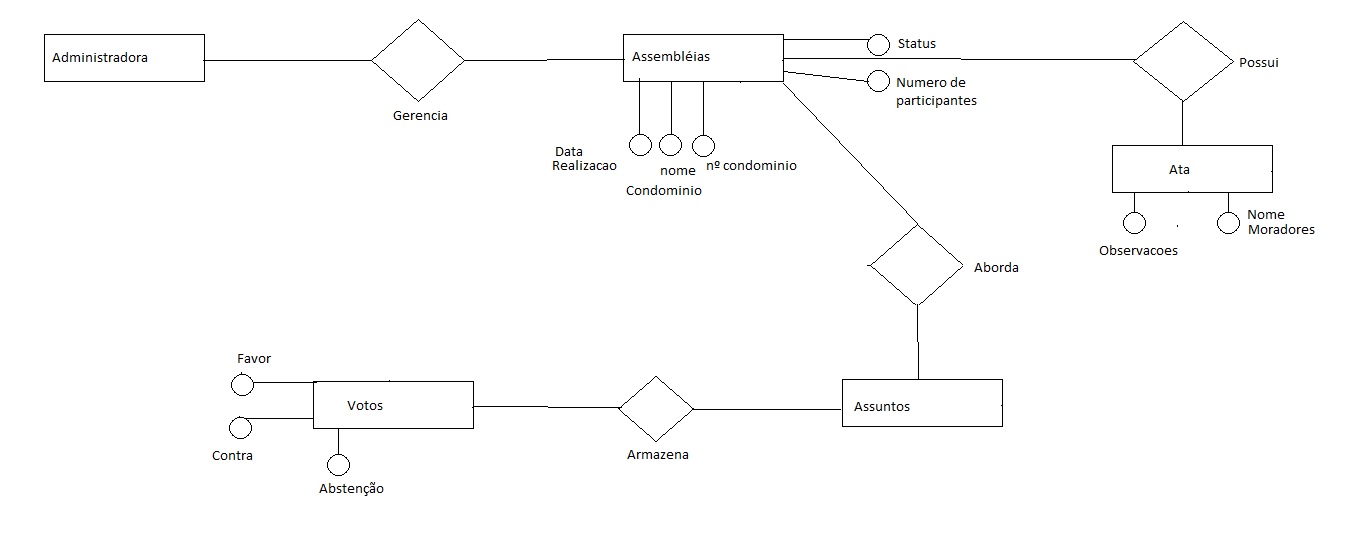 Administradora
Gerencia
Assembléias
Status
Numero de
participantes
Possui
Data
Realizacao
nome
Condominio
nº condominio
Ata
Observacoes
Nome
Moradores
Aborda
Favor
Votos
Contra
Abstenção
Armazena
Assuntos